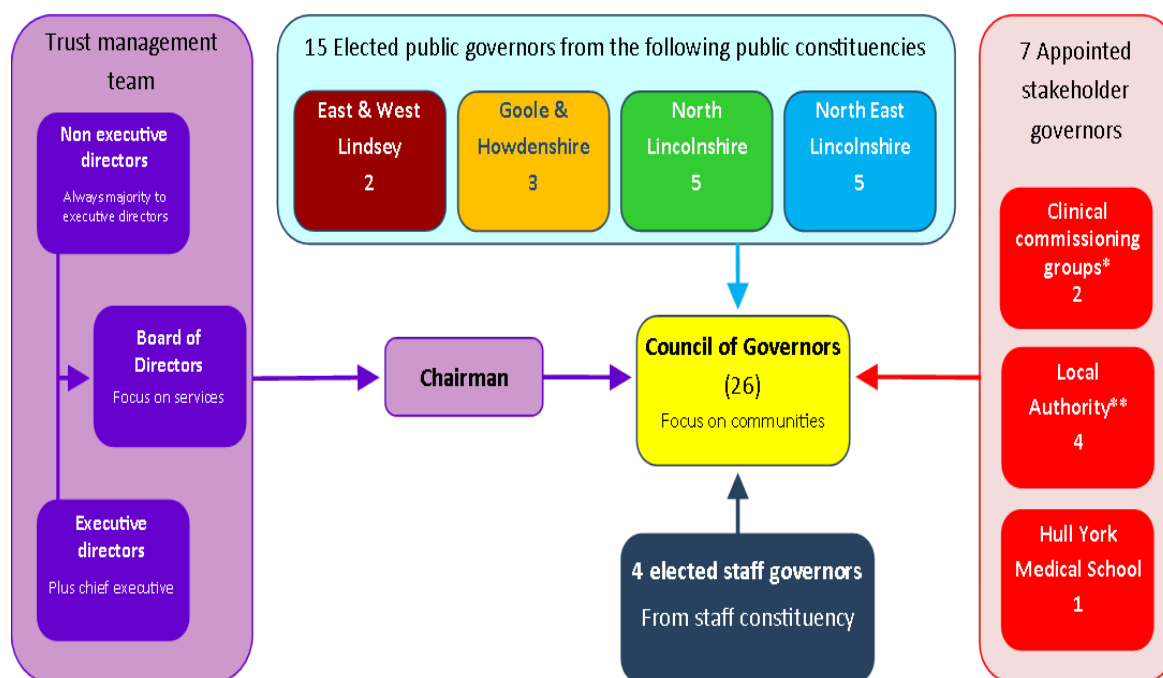 Trust management
team
Non executive
directors
Always majority to
executive directors
Board of
Directors
Focus on services
Executive
directors
Plus chief executive
15 Elected public governors from the following public constituencies
East & West
Lindsey
2
Goole &
Howdenshire
3
North
Lincolnshire
5
North East
Lincolnshire
5
Chairman
Council of Governors
(26)
Focus on communities
4 elected staff governors
From staff constituency
7 Appointed
stakeholder
governors
Clinical
commissioning
groups*
2
Local
Authority**
4
Hull York
Medical School
1